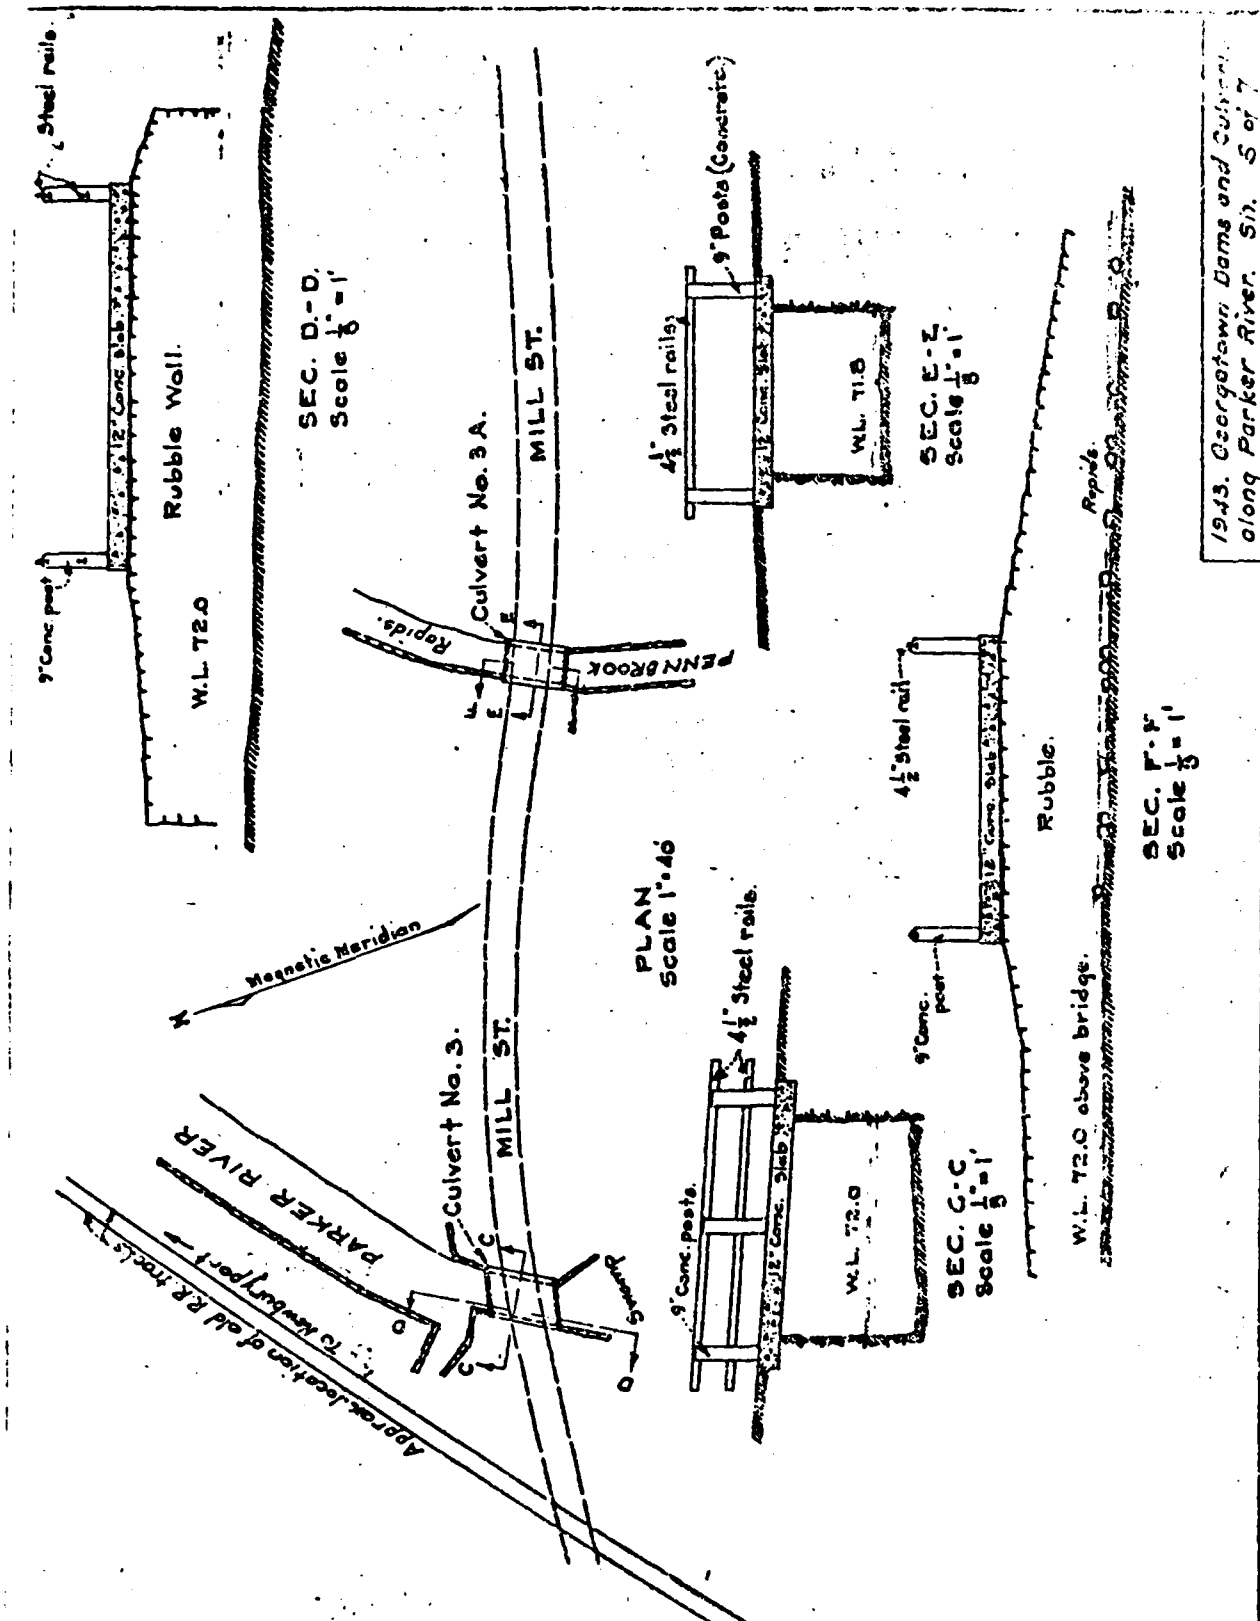 Steel rails.
9" Conc. post
12" Conc. slab
Rubble Wall.
W.L. 72.0
SEC. D.-D.
Scale 1/8" = 1'
Approx. location of old R.R. tracks
To Newburyport
PARKER RIVER
Magnetic Meridian
N
Culvert No. 3.
MILL ST.
C
C
D
D
Swamp
Rapids.
Culvert No. 3A.
MILL ST.
PENN BROOK
E
E
F
PLAN
Scale 1"=40'
9" Conc. posts.
4 1/2" Steel rails.
12" Conc. Slab
W.L. 72.0
SEC. C-C
Scale 1/8" = 1'
4 1/2" Steel rails
9" Posts (Concrete.)
12" Conc. Slab
W.L. 71.8
SEC. E-E
Scale 1/8" = 1'
9" Conc. post
4 1/2" Steel rail
12" Conc. Slab
Rubble.
W.L. 72.0 above bridge.
Rapids.
SEC. F-F
Scale 1/8" = 1'
1943. Georgetown Dams and
along Parker River. Sh. 5 of 7